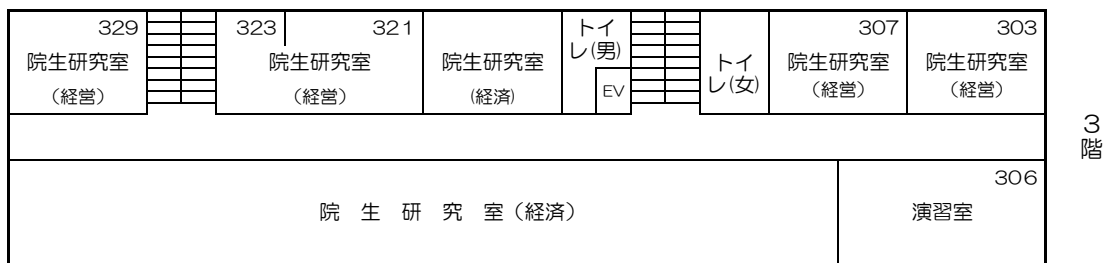 329
院生研究室
（経営）
323
321
院生研究室
（経営）
院生研究室
（経済）
トイ
レ(男)
EV
トイ
レ(女)
307
院生研究室
（経営）
303
院生研究室
（経営）
3階
306
院生研究室（経済）
演習室